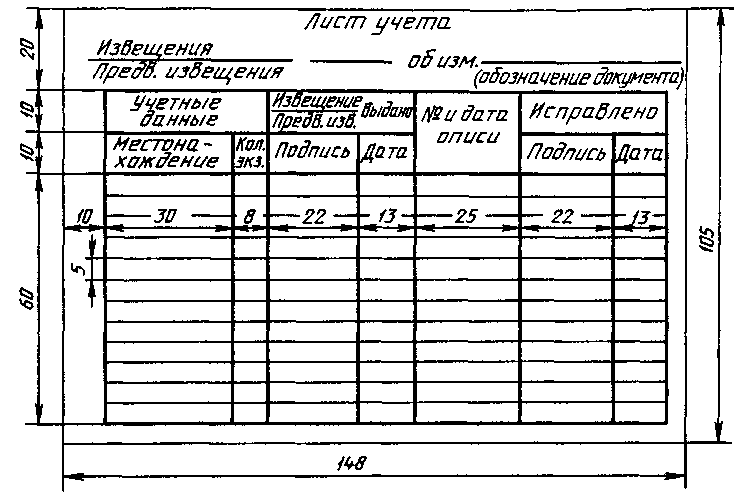 Лист учета
Извещения
Предв. извещения
об изм.
(обозначение документа)
Учетные данные
Извещение
Предв. изв.
выдано
№ и дата описи
Исправлено
Местона-
хождение
Кол.
экз.
Подпись
Дата
Подпись
Дата
20
10
10
60
5
10
30
8
22
13
25
22
13
105
148